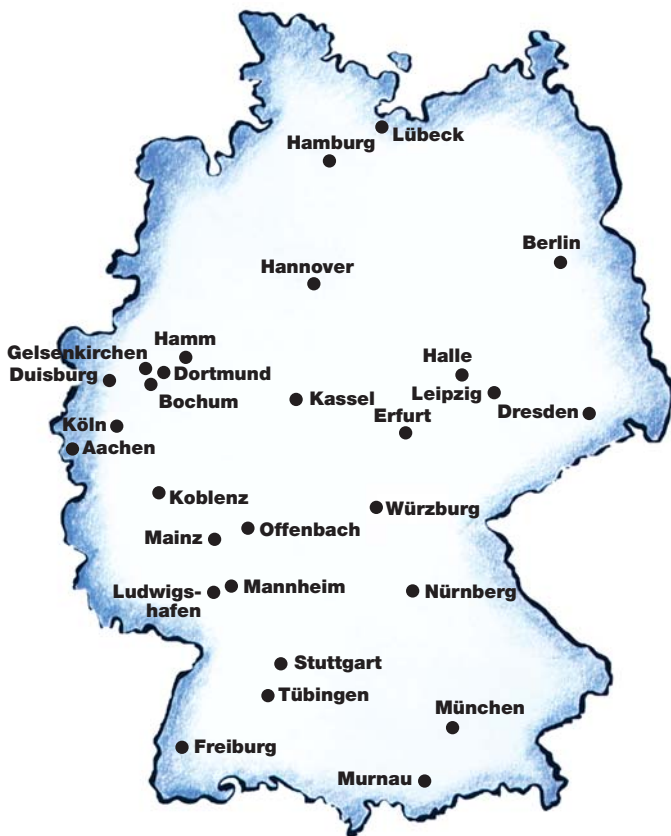 Lübeck
Hamburg
Berlin
Hannover
Hamm
Gelsenkirchen
Halle
Duisburg
Dortmund
Leipzig
Bochum
Kassel
Dresden
Erfurt
Köln
Aachen
Koblenz
Würzburg
Offenbach
Mainz
Mannheim
Ludwigs-
hafen
Nürnberg
Stuttgart
Tübingen
München
Freiburg
Murnau